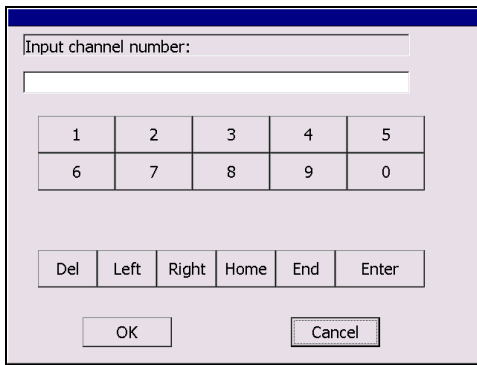 Input channel number:
1 2 3 4 5
6 7 8 9 0
Del Left Right Home End Enter
OK Cancel